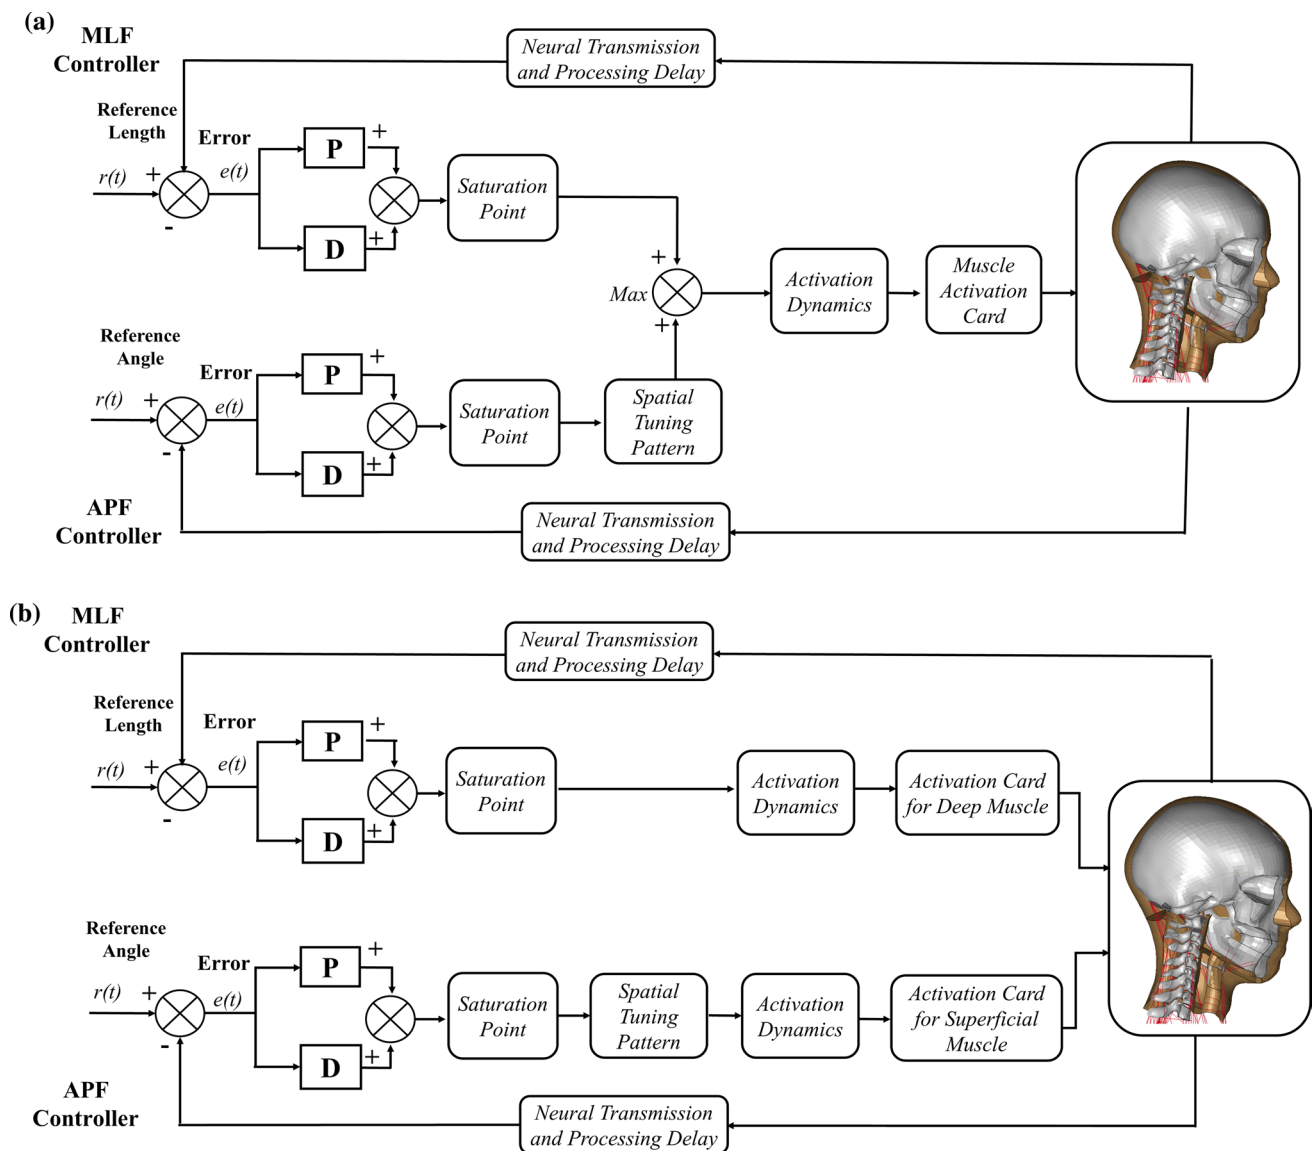 (a)
MLF
Controller
Neural Transmission
and Processing Delay
Reference
Length
Error
r(t)
+
-
e(t)
P
+
D
+
Saturation
Point
+
Max
+
Activation
Dynamics
Muscle
Activation
Card
Reference
Angle
Error
r(t)
+
-
e(t)
P
+
D
+
Saturation
Point
Spatial
Tuning
Pattern
APF
Controller
Neural Transmission
and Processing Delay
(b)
MLF
Controller
Neural Transmission
and Processing Delay
Reference
Length
Error
r(t)
+
-
e(t)
P
+
D
+
Saturation
Point
Activation
Dynamics
Activation Card
for Deep Muscle
Reference
Angle
Error
r(t)
+
-
e(t)
P
+
D
+
Saturation
Point
Spatial
Tuning
Pattern
Activation
Dynamics
Activation Card
for Superficial
Muscle
APF
Controller
Neural Transmission
and Processing Delay